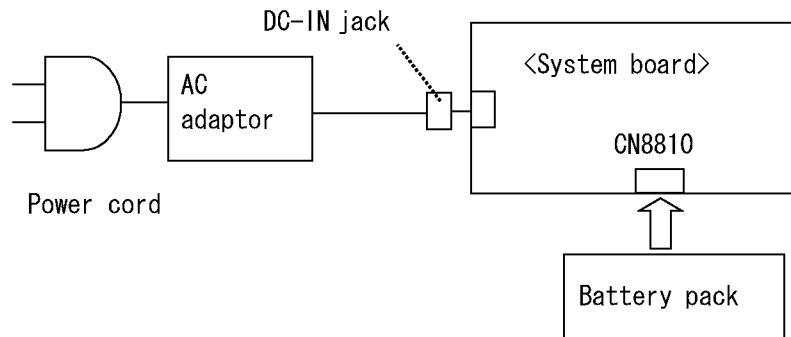 DC-IN jack
<System board>
AC
adaptor
CN8810
Power cord
Battery pack